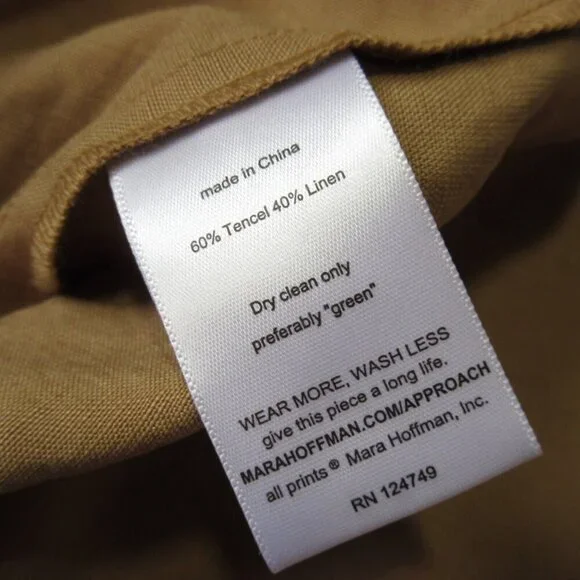 made in China
60% Tencel 40% Linen
Dry clean only
preferably "green"
WEAR MORE, WASH LESS
give this piece a long life.
MARAHOFFMAN.COM/APPROACH
all prints ® Mara Hoffman, Inc.
RN 124749